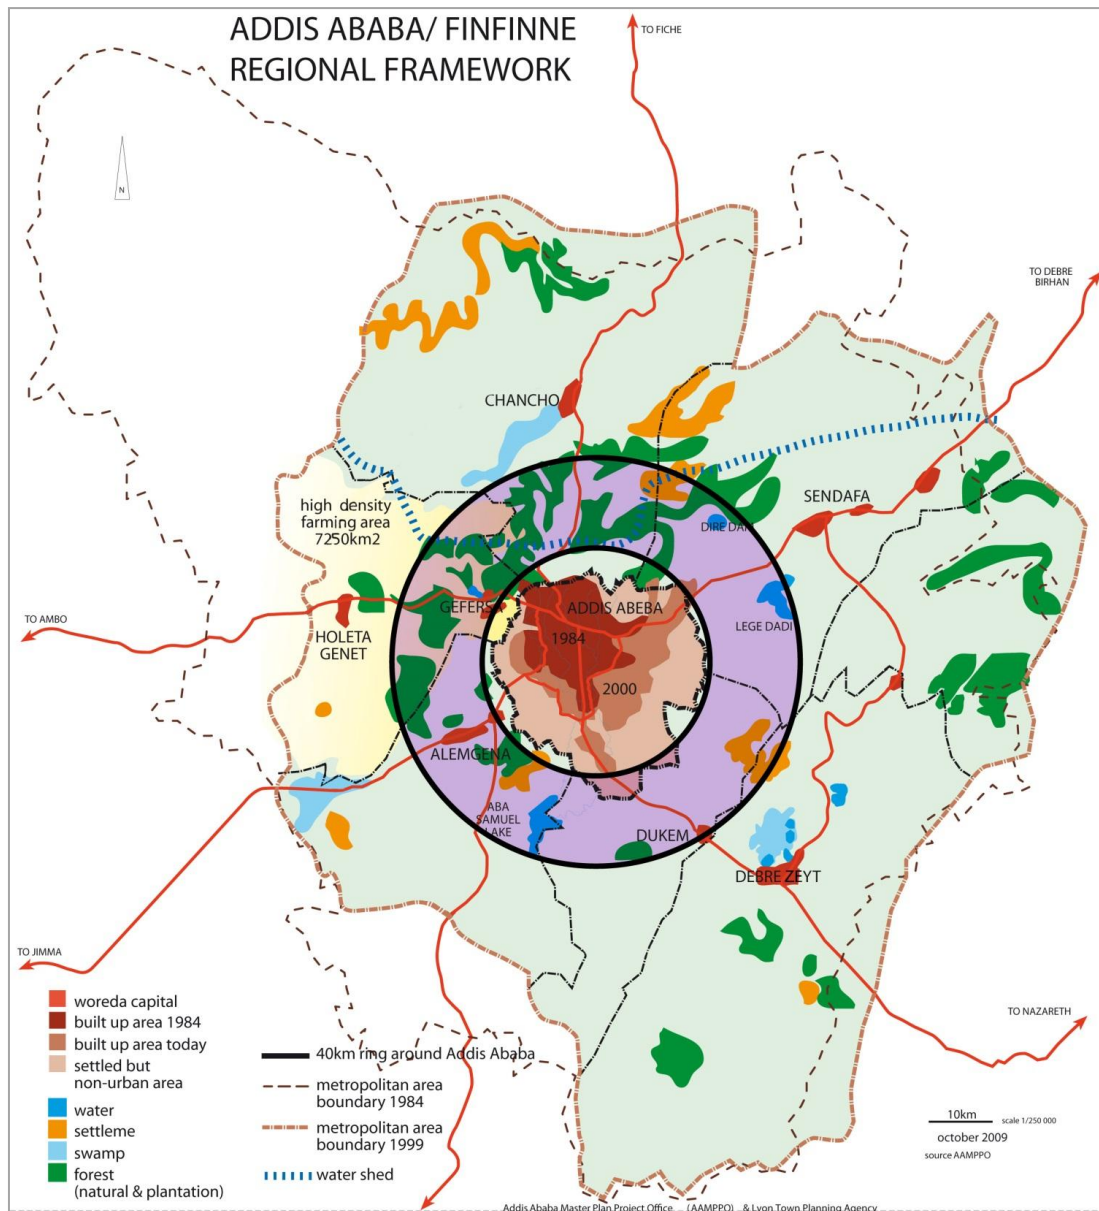 ADDIS ABABA/ FINFINNE
REGIONAL FRAMEWORK
TO FICHE
N
TO DEBRE
BIRHAN
CHANCHO
SENDAFA
high density
farming area
7250km2
DIRE DAM
GEFERS
ADDIS ABEBA
TO AMBO
HOLETA
GENET
LEGE DADI
1984
2000
ALEMGENA
ABA
SAMUEL
LAKE
DUKEM
DEBRE ZEYT
TO JIMMA
TO NAZARETH
woreda capital
built up area 1984
built up area today
settled but
non-urban area
water
settleme
swamp
forest
(natural & plantation)
40km ring around Addis Ababa
metropolitan area
boundary 1984
metropolitan area
boundary 1999
water shed
10km
scale 1/250 000
october 2009
source AAMPPO
Addis Ababa Master Plan Project Office (AAMPPO) & Lyon Town Planning Agency